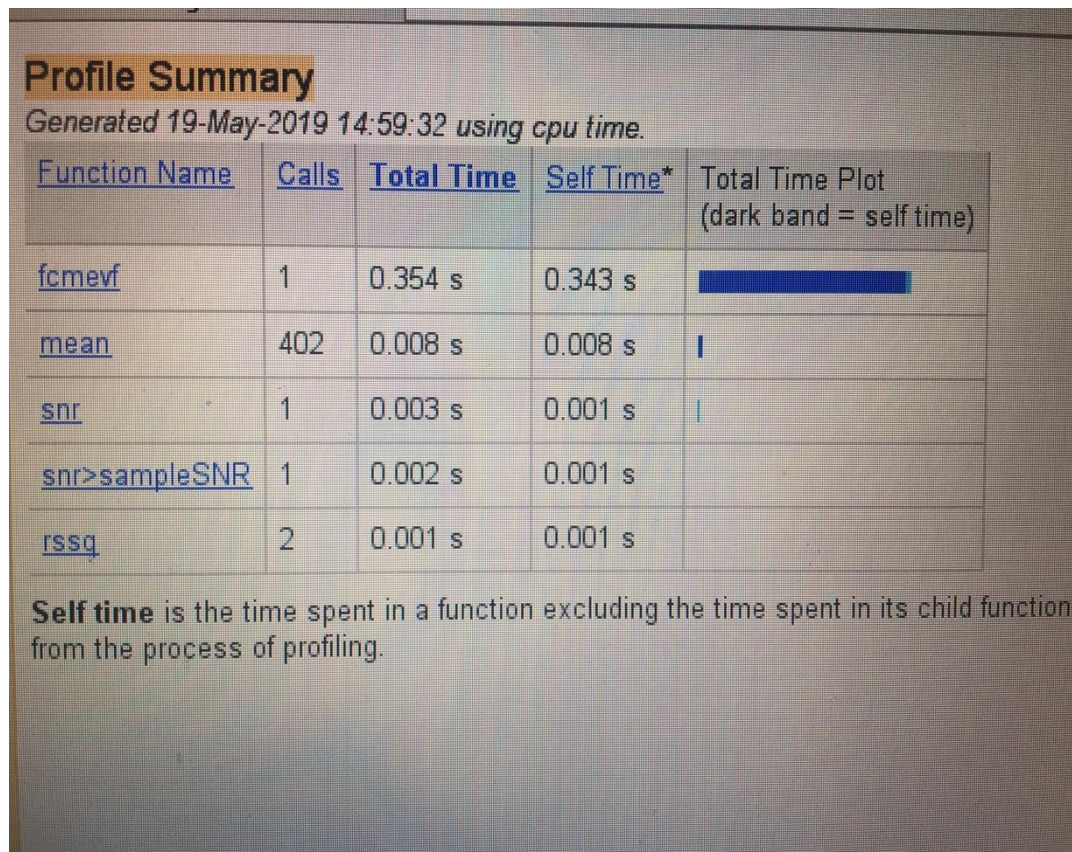 Profile Summary
Generated 19-May-2019 14:59:32 using cpu time.
Function Name Calls Total Time Self Time* Total Time Plot
(dark band = self time)
fcmevf 1 0.354 s 0.343 s
mean 402 0.008 s 0.008 s
snr 1 0.003 s 0.001 s
snr>sampleSNR 1 0.002 s 0.001 s
rssq 2 0.001 s 0.001 s
Self time is the time spent in a function excluding the time spent in its child function
from the process of profiling.